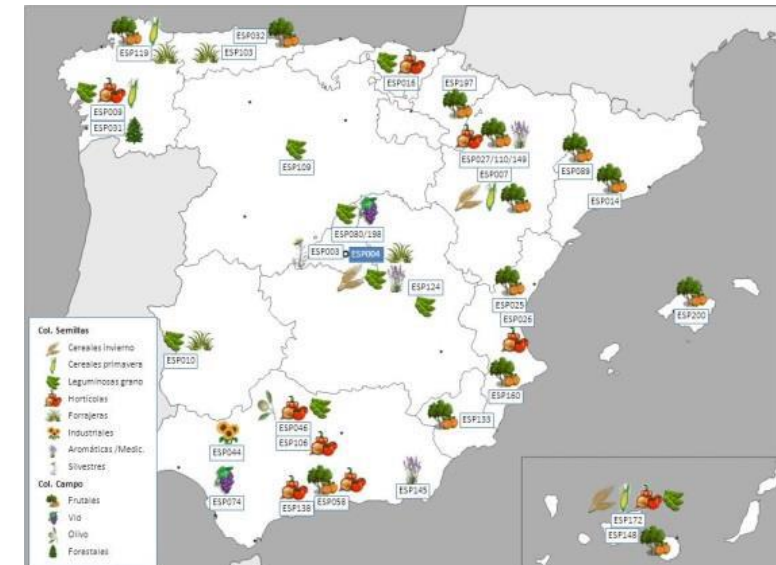 ESP032
ESP119
ESP103
ESP016
ESP197
ESP009
ESP031
ESP027/110/149
ESP007
ESP109
ESP089
ESP014
ESP080/198
ESP003
ESP004
ESP124
ESP025
ESP026
ESP200
ESP010
ESP160
ESP046
ESP106
ESP133
ESP044
ESP074
ESP138
ESP058
ESP145
ESP172
ESP148
Col. Semillas
Cereales invierno
Cereales primavera
Leguminosas grano
Hortícolas
Forrajeras
Industriales
Aromáticas /Medic.
Silvestres
Col. Campo
Frutales
Vid
Olivo
Forestales